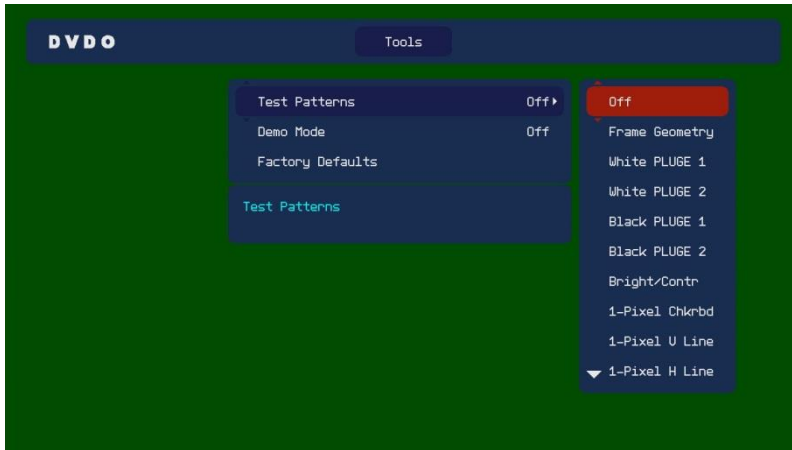 DVDO
Tools
Test Patterns Off
Demo Mode Off
Factory Defaults
Test Patterns
Off
Frame Geometry
White PLUGE 1
White PLUGE 2
Black PLUGE 1
Black PLUGE 2
Bright/Contr
1-Pixel Chkrbd
1-Pixel V Line
1-Pixel H Line